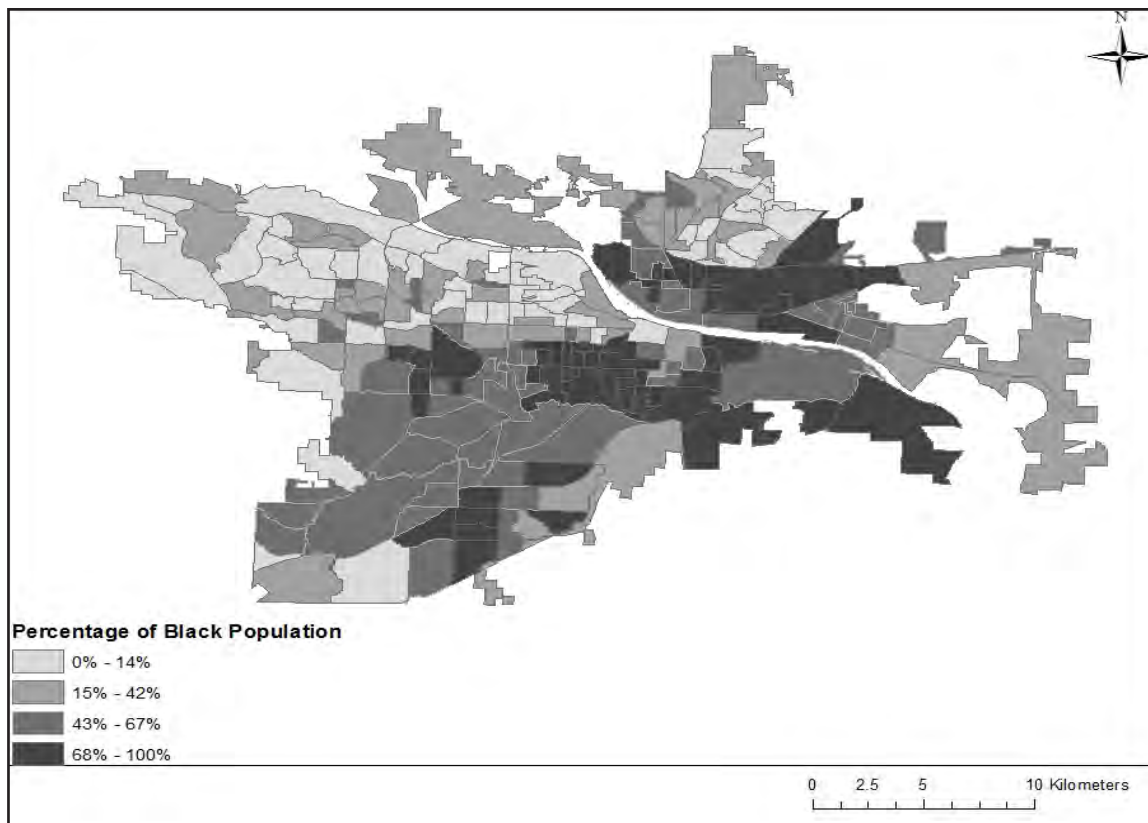 N
Percentage of Black Population
0% - 14%
15% - 42%
43% - 67%
68% - 100%
0 2.5 5 10 Kilometers